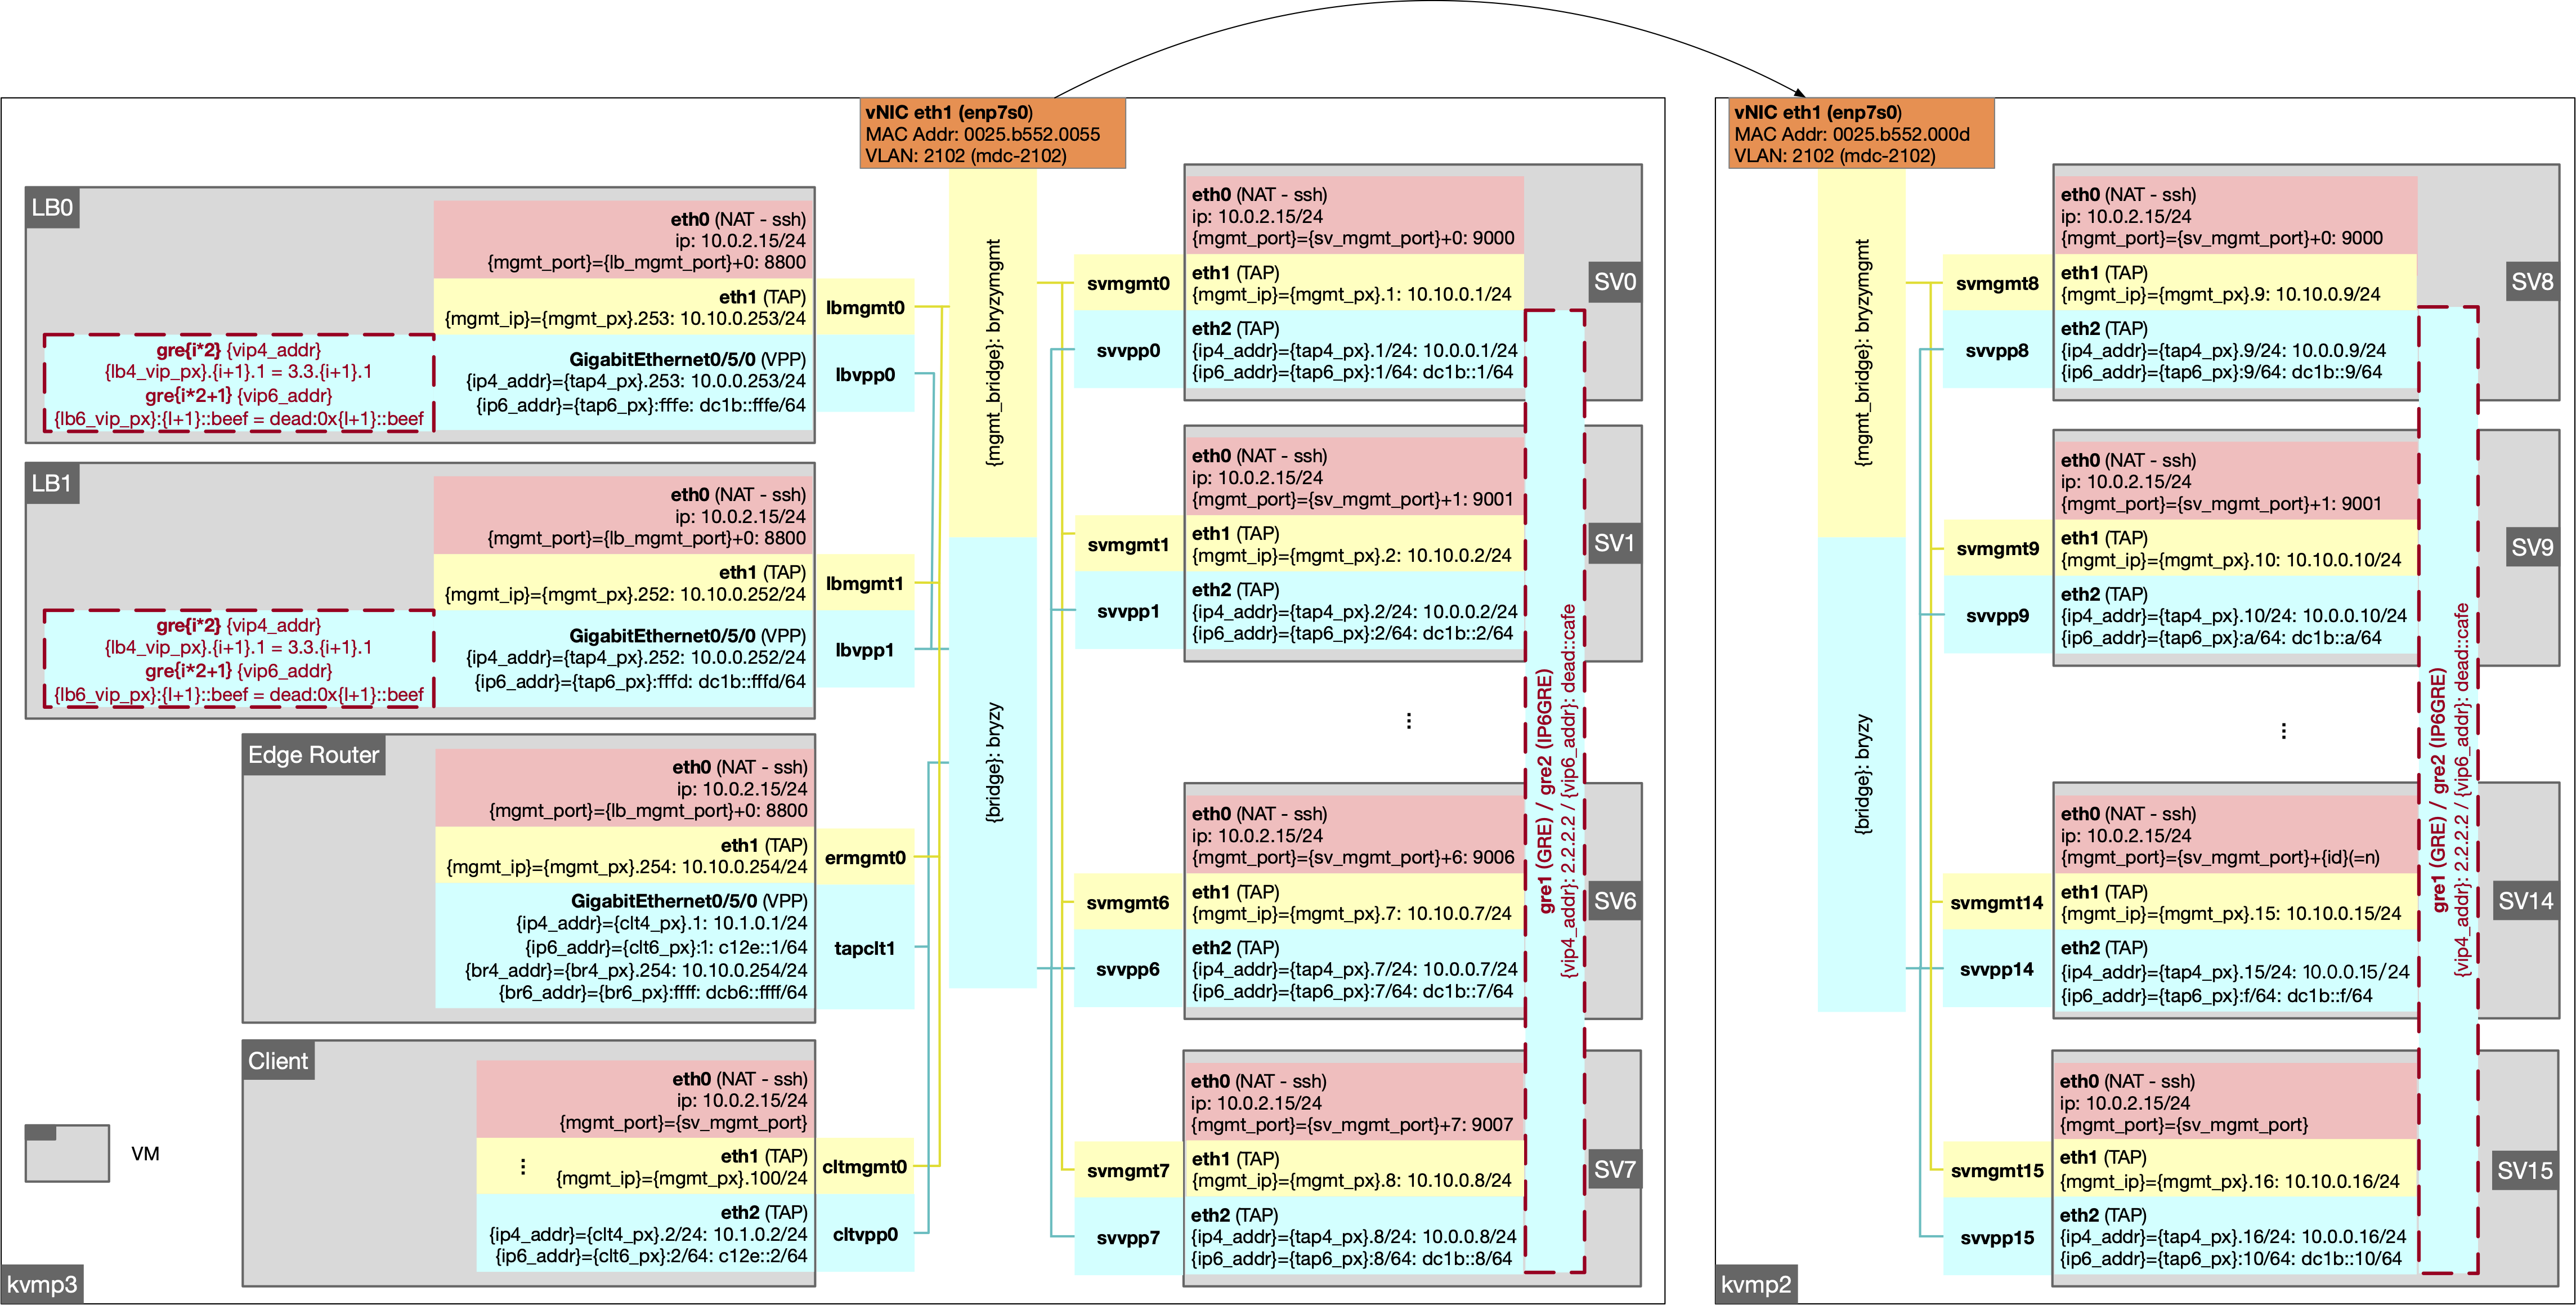 vNIC eth1 (enp7s0)
MAC Addr: 0025.b552.0055
VLAN: 2102 (mdc-2102)
LB0
eth0 (NAT - ssh)
ip: 10.0.2.15/24
{mgmt_port}={lb_mgmt_port}+0: 8800
eth1 (TAP)
{mgmt_ip}={mgmt_px}.253: 10.10.0.253/24
lbmgmt0
gre{i*2} {vip4_addr}
{lb4_vip_px}.{i+1}.1 = 3.3.{i+1}.1
gre{i*2+1} {vip6_addr}
{lb6_vip_px}:{I+1}::beef = dead:0x{I+1}::beef
GigabitEthernet0/5/0 (VPP)
{ip4_addr}={tap4_px}.253: 10.0.0.253/24
{ip6_addr}={tap6_px}:fffe: dc1b::fffe/64
lbvpp0
LB1
eth0 (NAT - ssh)
ip: 10.0.2.15/24
{mgmt_port}={lb_mgmt_port}+0: 8800
eth1 (TAP)
{mgmt_ip}={mgmt_px}.252: 10.10.0.252/24
lbmgmt1
gre{i*2} {vip4_addr}
{lb4_vip_px}.{i+1}.1 = 3.3.{i+1}.1
gre{i*2+1} {vip6_addr}
{lb6_vip_px}:{I+1}::beef = dead:0x{I+1}::beef
GigabitEthernet0/5/0 (VPP)
{ip4_addr}={tap4_px}.252: 10.0.0.252/24
{ip6_addr}={tap6_px}:fffd: dc1b::fffd/64
lbvpp1
Edge Router
eth0 (NAT - ssh)
ip: 10.0.2.15/24
{mgmt_port}={lb_mgmt_port}+0: 8800
eth1 (TAP)
{mgmt_ip}={mgmt_px}.254: 10.10.0.254/24
ermgmt0
GigabitEthernet0/5/0 (VPP)
{ip4_addr}={clt4_px}.1: 10.1.0.1/24
{ip6_addr}={clt6_px}:1: c12e::1/64
{br4_addr}={br4_px}.254: 10.10.0.254/24
{br6_addr}={br6_px}:ffff: dcb6::ffff/64
tapclt1
Client
eth0 (NAT - ssh)
ip: 10.0.2.15/24
{mgmt_port}={sv_mgmt_port}
⋮
eth1 (TAP)
{mgmt_ip}={mgmt_px}.100/24
cltmgmt0
eth2 (TAP)
{ip4_addr}={clt4_px}.2/24: 10.1.0.2/24
{ip6_addr}={clt6_px}:2/64: c12e::2/64
cltvpp0
VM
kvmp3
{mgmt_bridge}: bryzymgmt
{bridge}: bryzy
SV0
eth0 (NAT - ssh)
ip: 10.0.2.15/24
{mgmt_port}={sv_mgmt_port}+0: 9000
svmgmt0
eth1 (TAP)
{mgmt_ip}={mgmt_px}.1: 10.10.0.1/24
svvpp0
eth2 (TAP)
{ip4_addr}={tap4_px}.1/24: 10.0.0.1/24
{ip6_addr}={tap6_px}:1/64: dc1b::1/64
SV1
eth0 (NAT - ssh)
ip: 10.0.2.15/24
{mgmt_port}={sv_mgmt_port}+1: 9001
svmgmt1
eth1 (TAP)
{mgmt_ip}={mgmt_px}.2: 10.10.0.2/24
svvpp1
eth2 (TAP)
{ip4_addr}={tap4_px}.2/24: 10.0.0.2/24
{ip6_addr}={tap6_px}:2/64: dc1b::2/64
⋮
SV6
eth0 (NAT - ssh)
ip: 10.0.2.15/24
{mgmt_port}={sv_mgmt_port}+6: 9006
svmgmt6
eth1 (TAP)
{mgmt_ip}={mgmt_px}.7: 10.10.0.7/24
svvpp6
eth2 (TAP)
{ip4_addr}={tap4_px}.7/24: 10.0.0.7/24
{ip6_addr}={tap6_px}:7/64: dc1b::7/64
SV7
eth0 (NAT - ssh)
ip: 10.0.2.15/24
{mgmt_port}={sv_mgmt_port}+7: 9007
svmgmt7
eth1 (TAP)
{mgmt_ip}={mgmt_px}.8: 10.10.0.8/24
svvpp7
eth2 (TAP)
{ip4_addr}={tap4_px}.8/24: 10.0.0.8/24
{ip6_addr}={tap6_px}:8/64: dc1b::8/64
gre1 (GRE) / gre2 (IP6GRE)
{vip4_addr}: 2.2.2.2 / {vip6_addr}: dead::cafe
vNIC eth1 (enp7s0)
MAC Addr: 0025.b552.000d
VLAN: 2102 (mdc-2102)
{mgmt_bridge}: bryzymgmt
{bridge}: bryzy
SV8
eth0 (NAT - ssh)
ip: 10.0.2.15/24
{mgmt_port}={sv_mgmt_port}+0: 9000
svmgmt8
eth1 (TAP)
{mgmt_ip}={mgmt_px}.9: 10.10.0.9/24
svvpp8
eth2 (TAP)
{ip4_addr}={tap4_px}.9/24: 10.0.0.9/24
{ip6_addr}={tap6_px}:9/64: dc1b::9/64
SV9
eth0 (NAT - ssh)
ip: 10.0.2.15/24
{mgmt_port}={sv_mgmt_port}+1: 9001
svmgmt9
eth1 (TAP)
{mgmt_ip}={mgmt_px}.10: 10.10.0.10/24
svvpp9
eth2 (TAP)
{ip4_addr}={tap4_px}.10/24: 10.0.0.10/24
{ip6_addr}={tap6_px}:a/64: dc1b::a/64
⋮
SV14
eth0 (NAT - ssh)
ip: 10.0.2.15/24
{mgmt_port}={sv_mgmt_port}+{id}(=n)
svmgmt14
eth1 (TAP)
{mgmt_ip}={mgmt_px}.15: 10.10.0.15/24
svvpp14
eth2 (TAP)
{ip4_addr}={tap4_px}.15/24: 10.0.0.15/24
{ip6_addr}={tap6_px}:f/64: dc1b::f/64
SV15
eth0 (NAT - ssh)
ip: 10.0.2.15/24
{mgmt_port}={sv_mgmt_port}
svmgmt15
eth1 (TAP)
{mgmt_ip}={mgmt_px}.16: 10.10.0.16/24
svvpp15
eth2 (TAP)
{ip4_addr}={tap4_px}.16/24: 10.0.0.16/24
{ip6_addr}={tap6_px}:10/64: dc1b::10/64
gre1 (GRE) / gre2 (IP6GRE)
{vip4_addr}: 2.2.2.2 / {vip6_addr}: dead::cafe
kvmp2